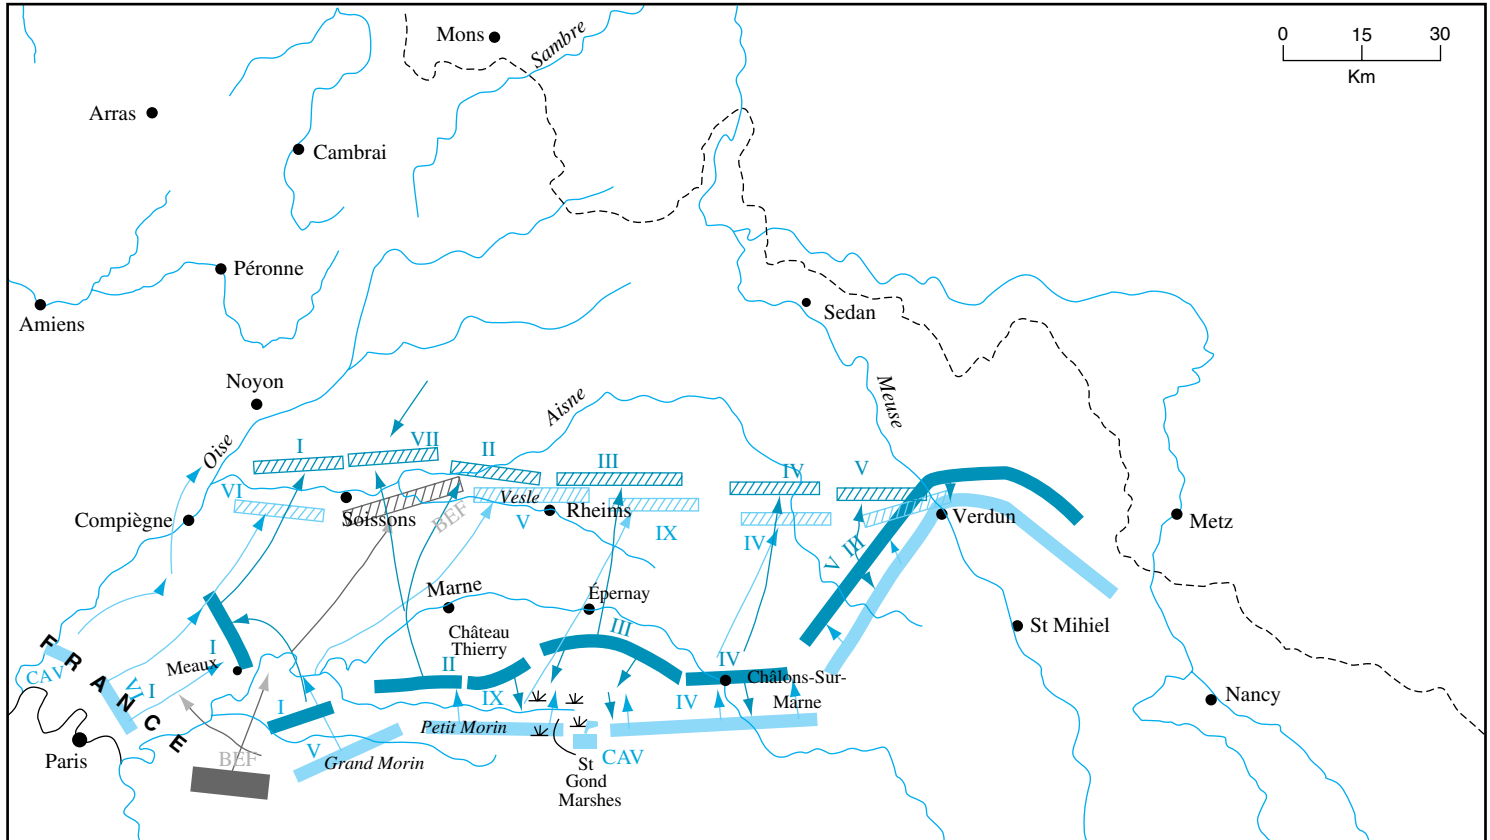 Mons
Sambre
0 15 30
Km
Arras
Cambrai
Péronne
Amiens
Sedan
Noyon
Meuse
Aisne
Oise
I
VII
II
III
IV
V
VI
Vesle
Soissons
BEF
V
Rheims
IX
IV
Compiègne
Verdun
Metz
V
III
Marne
Épernay
Château
Thierry
III
St Mihiel
FRANCE
CAV
VI
I
I
Meaux
II
IX
IV
IV
Châlons-Sur-
Marne
Nancy
I
V
Petit Morin
Grand Morin
BEF
Paris
CAV
St
Gond
Marshes